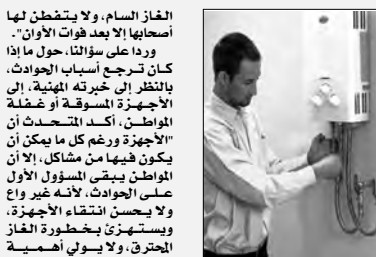 الغاز السام، ولا يتفطن لها
أصحابها إلا بعد فوات الأوان".
وردا على سؤالنا، حول ما إذا
كان ترجع أسباب الحوادث،
بالنظر إلى خبرته المهنية، إلى
الأجهزة المسوقة أو غفلة
المواطن، أكد المتحدث أن
"الأجهزة ورغم كل ما يمكن أن
يكون فيها من مشاكل، إلا أن
المواطن يبقى المسؤول الأول
على الحوادث، لأنه غير واع
ولا يحسن انتقاء الأجهزة،
ويستهزئ بخطورة الغاز
المحترق، ولا يولي أهمية